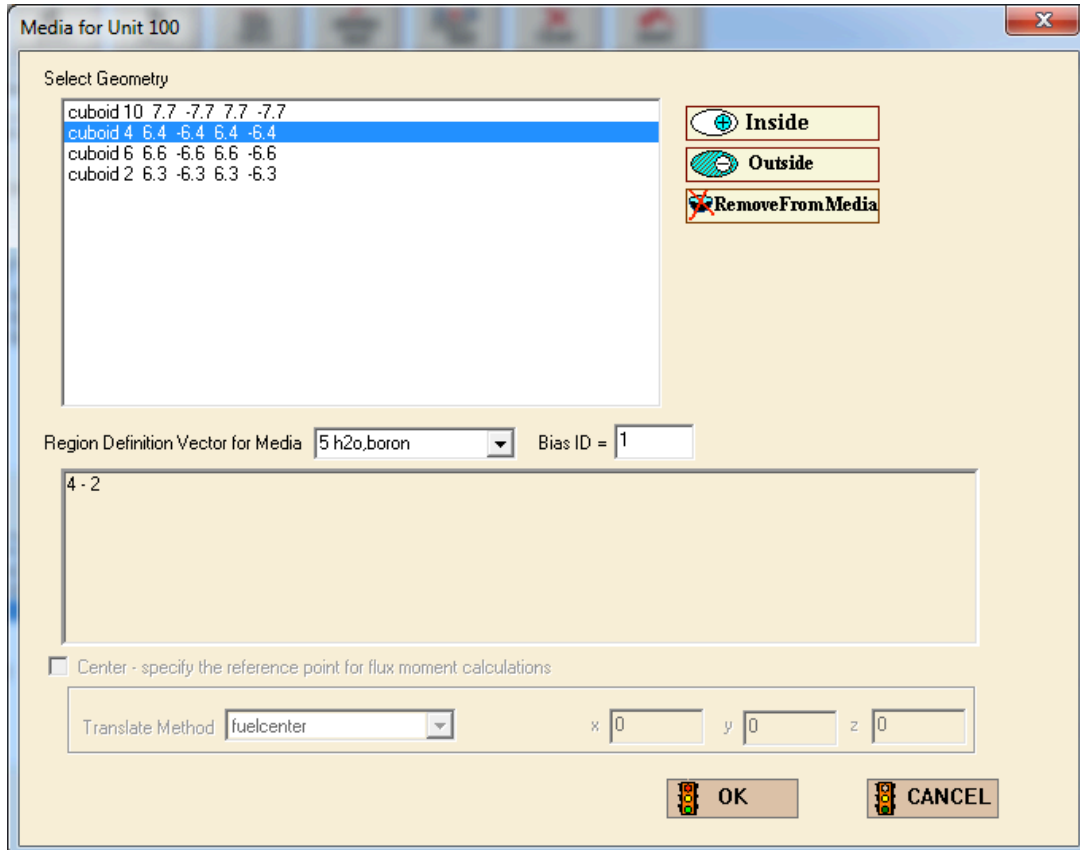 Media for Unit 100
Select Geometry
cuboid 10 7.7 -7.7 7.7 -7.7
cuboid 4 6.4 -6.4 6.4 -6.4
cuboid 6 6.6 -6.6 6.6 -6.6
cuboid 2 6.3 -6.3 6.3 -6.3
Inside
Outside
RemoveFromMedia
Region Definition Vector for Media 5 h2o,boron Bias ID = 1
4 - 2
Center - specify the reference point for flux moment calculations
Translate Method fuelcenter x 0 y 0 z 0
OK CANCEL